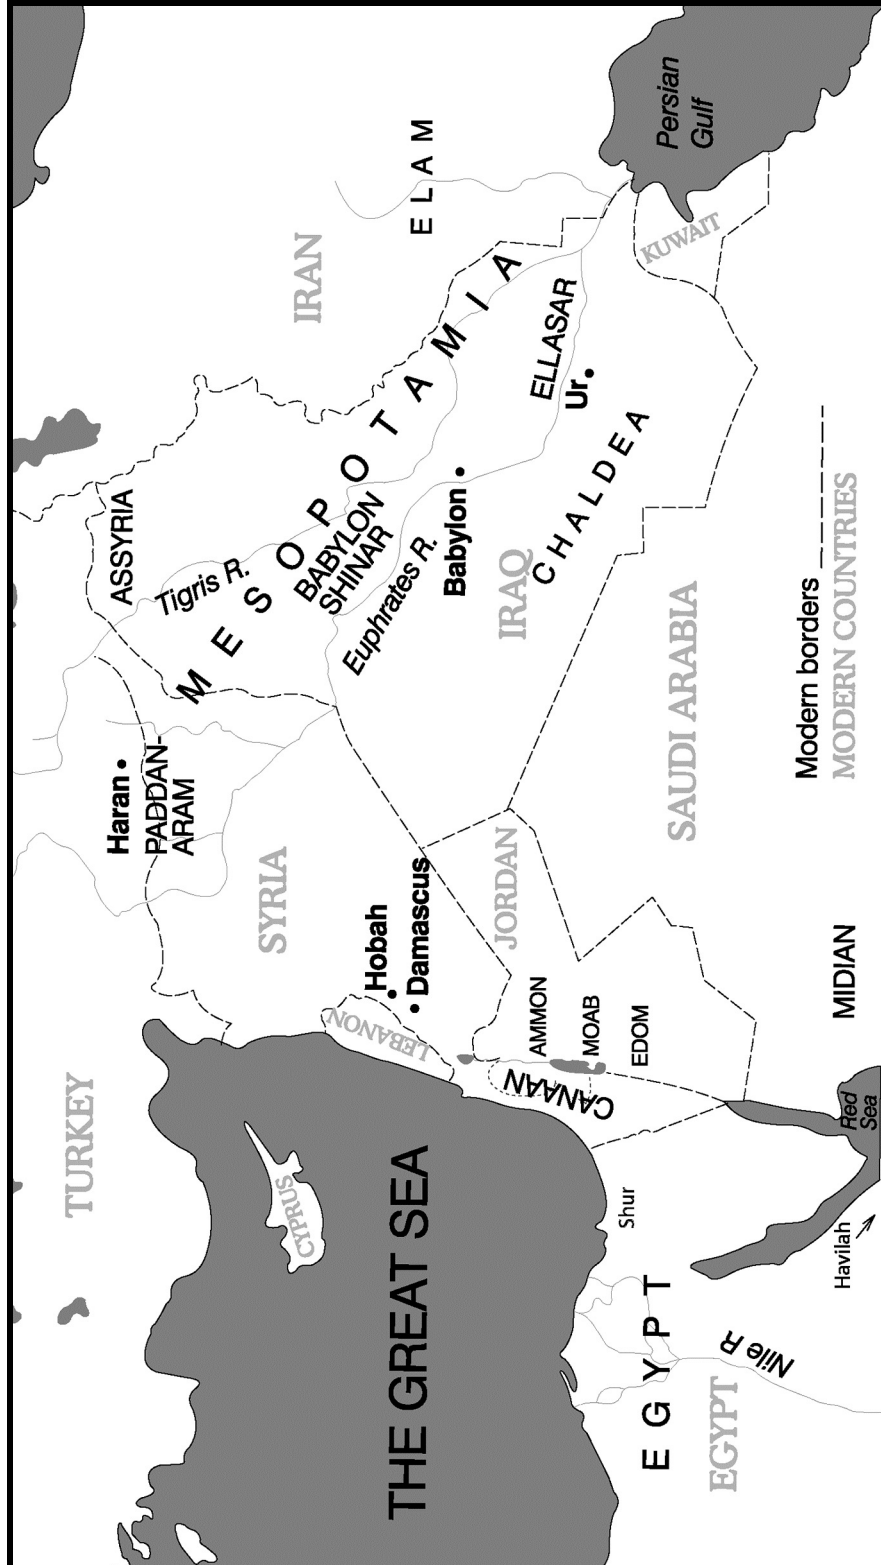 TURKEY
CYPRUS
THE GREAT SEA
EGYPT
EGYPT
Nile R
Shur
Havilah
Red
Sea
MIDIAN
CANAAN
AMMON
MOAB
EDOM
LEBANON
Hobah
Damascus
SYRIA
JORDAN
Haran
PADDAN-
ARAM
ASSYRIA
Tigris R.
MESOPOTAMIA
BABYLON
SHINAR
Euphrates R.
Babylon
IRAQ
CHALDEA
SAUDI ARABIA
ELLASAR
Ur
IRAN
ELAM
KUWAIT
Persian
Gulf
Modern borders
MODERN COUNTRIES